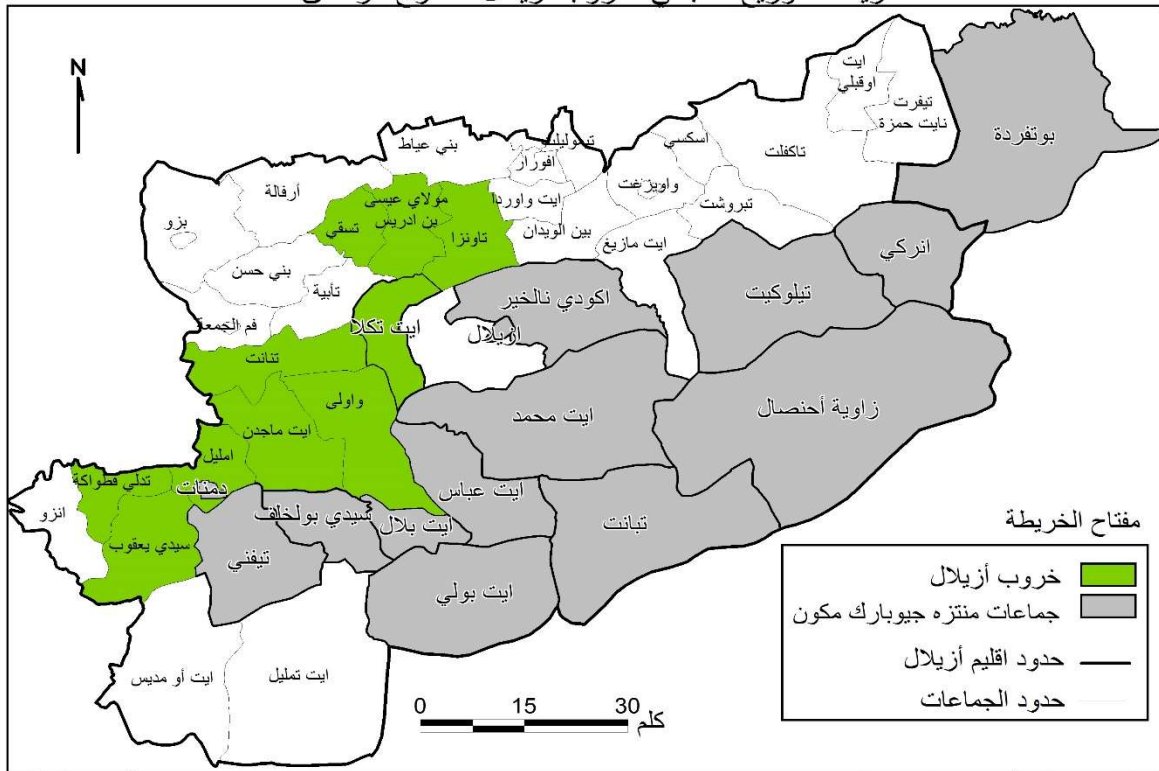 N
ايت
اوقبلي
تيفرت
نايت حمزة
بوتفردة
تاكفلت
اسكسي
تيموليلت
افورار
بني عياط
واويزغت
ايت واوردا
تبروشت
أرفالة
مولاي عيسى
بن ادريس
تسقي
تاونزا
بين الويدان
ايت مازيغ
بزو
بني حسن
تأبية
انركي
تيلوكيت
اكودي نالخير
ازيلال
ايت تكلا
فم الجمعة
تنانت
واولى
زاوية أحنصال
ايت محمد
ايت ماجدن
امليل
دمنات
تدلي فطواكة
انزو
سيدي يعقوب
ايت عباس
تبانت
سيدي بولخلف
ايت بلال
تيفني
ايت بولي
ايت أو مديس
ايت تمليل
0 15 30
كلم
مفتاح الخريطة
خروب أزيلال
جماعات منتزه جيوبارك مكون
حدود اقليم أزيلال
حدود الجماعات